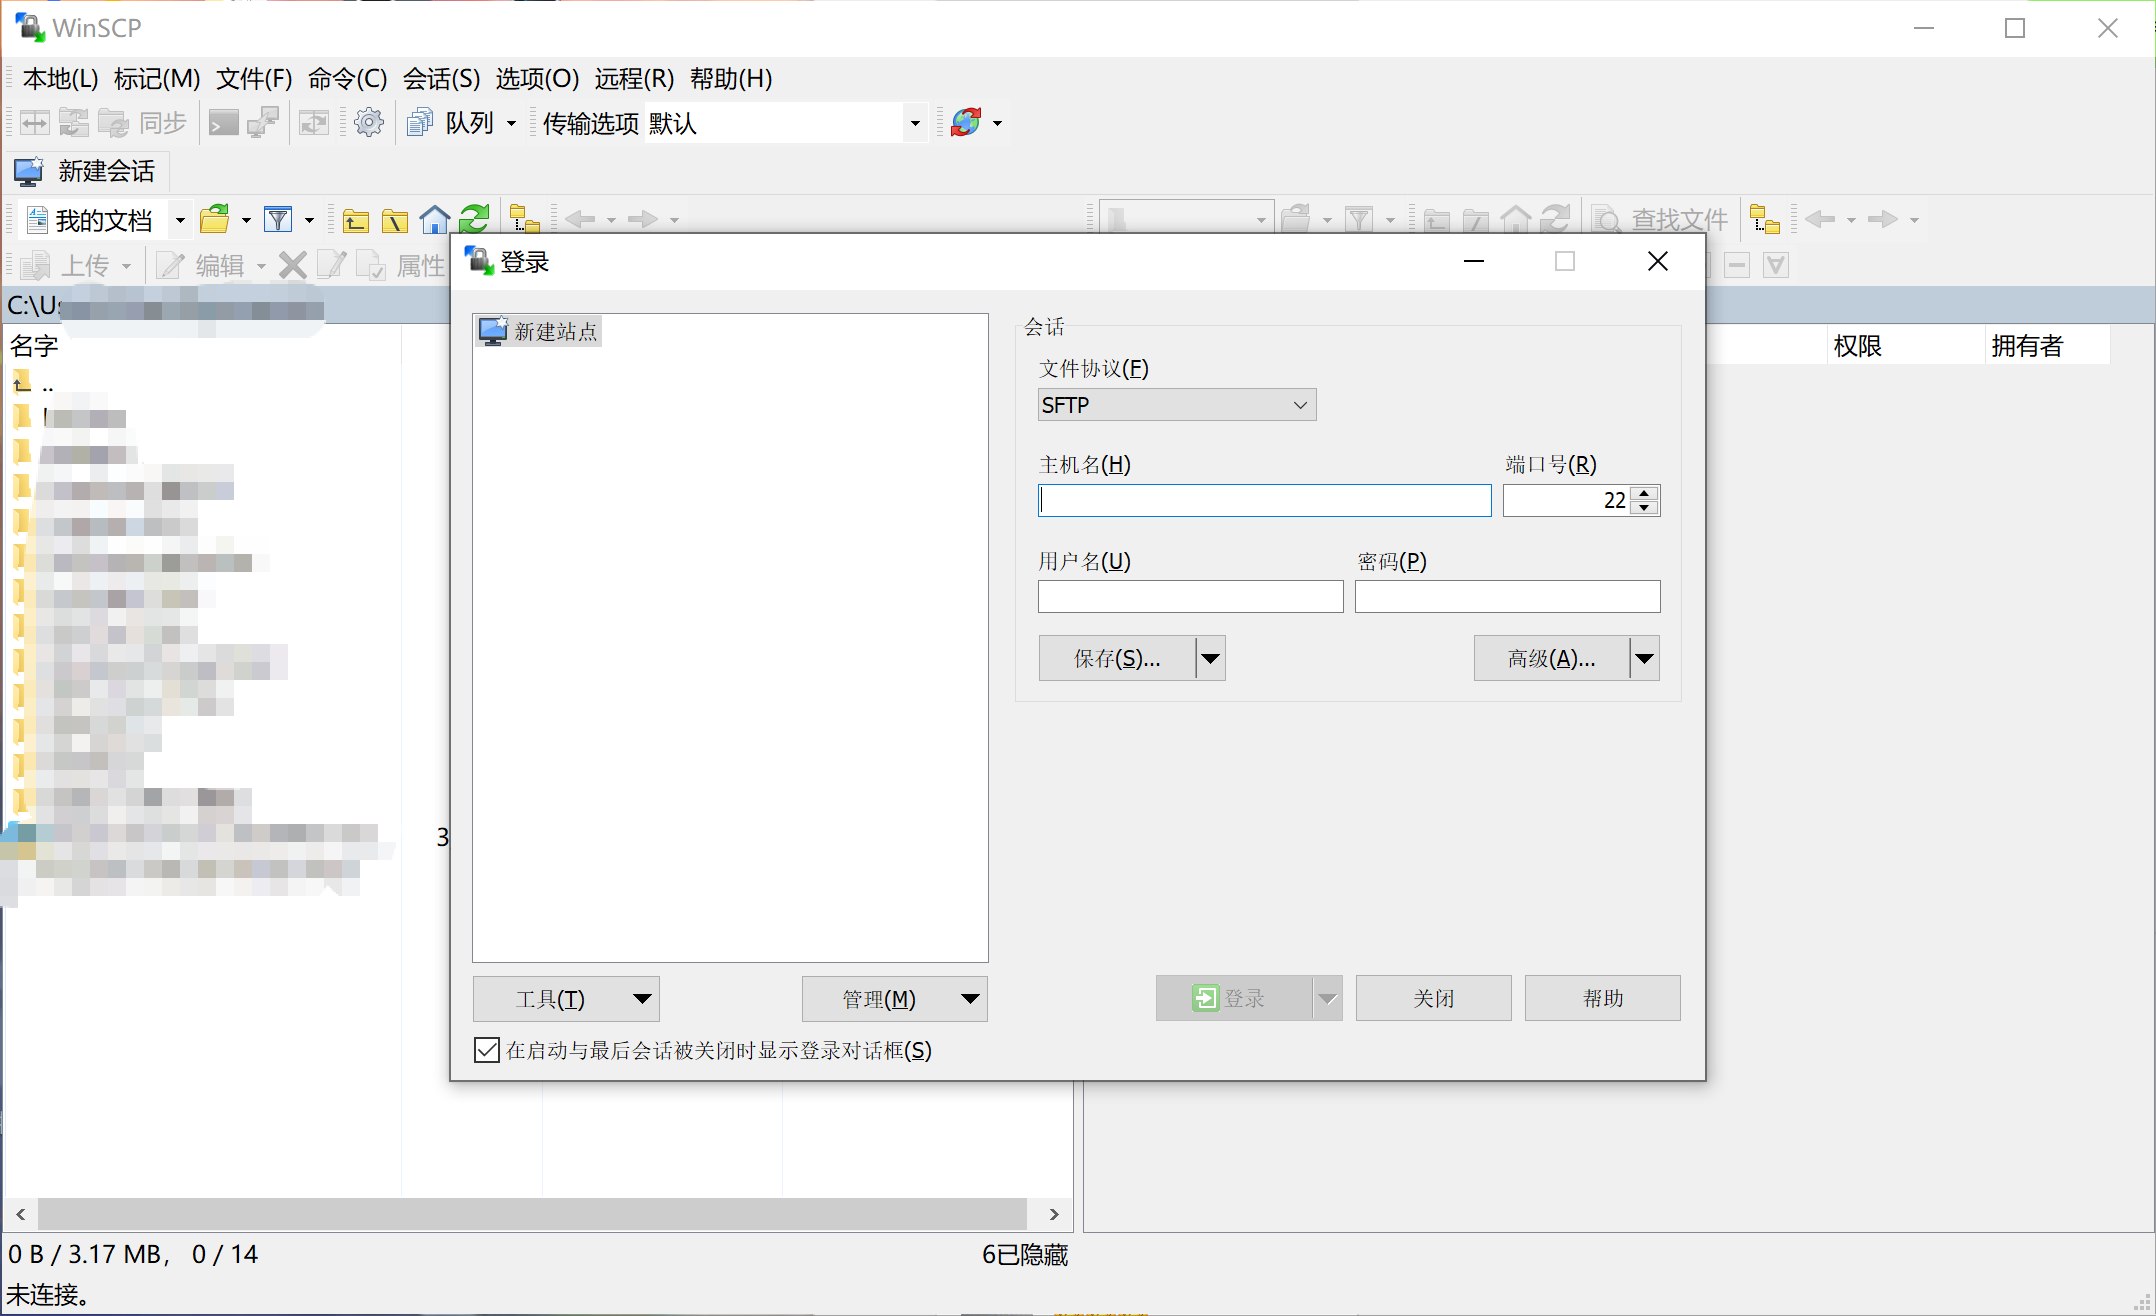 WinSCP
本地(L) 标记(M) 文件(F) 命令(C) 会话(S) 选项(O) 远程(R) 帮助(H)
同步 队列 传输选项 默认
新建会话
我的文档 查找文件
上传 编辑 属性
C:\Us
名字 权限 拥有者
..
3
登录
新建站点
会话
文件协议(F)
SFTP
主机名(H) 端口号(R)
22
用户名(U) 密码(P)
保存(S)... 高级(A)...
工具(T) 管理(M) 登录 关闭 帮助
在启动与最后会话被关闭时显示登录对话框(S)
0 B / 3.17 MB, 0 / 14 6已隐藏
未连接。